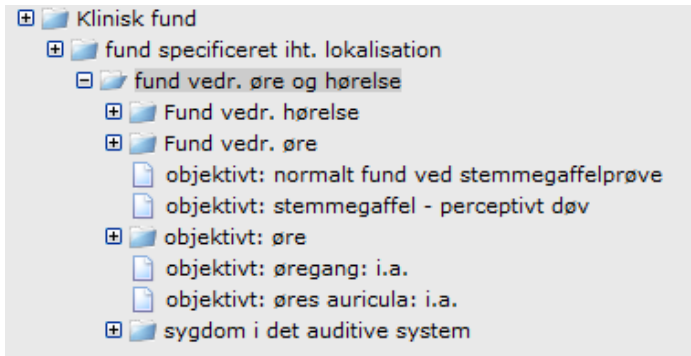 Klinisk fund
fund specificeret iht. lokalisation
fund vedr. øre og hørelse
Fund vedr. hørelse
Fund vedr. øre
objektivt: normalt fund ved stemmegaffelprøve
objektivt: stemmegaffel - perceptivt døv
objektivt: øre
objektivt: øregang: i.a.
objektivt: øres auricula: i.a.
sygdom i det auditive system